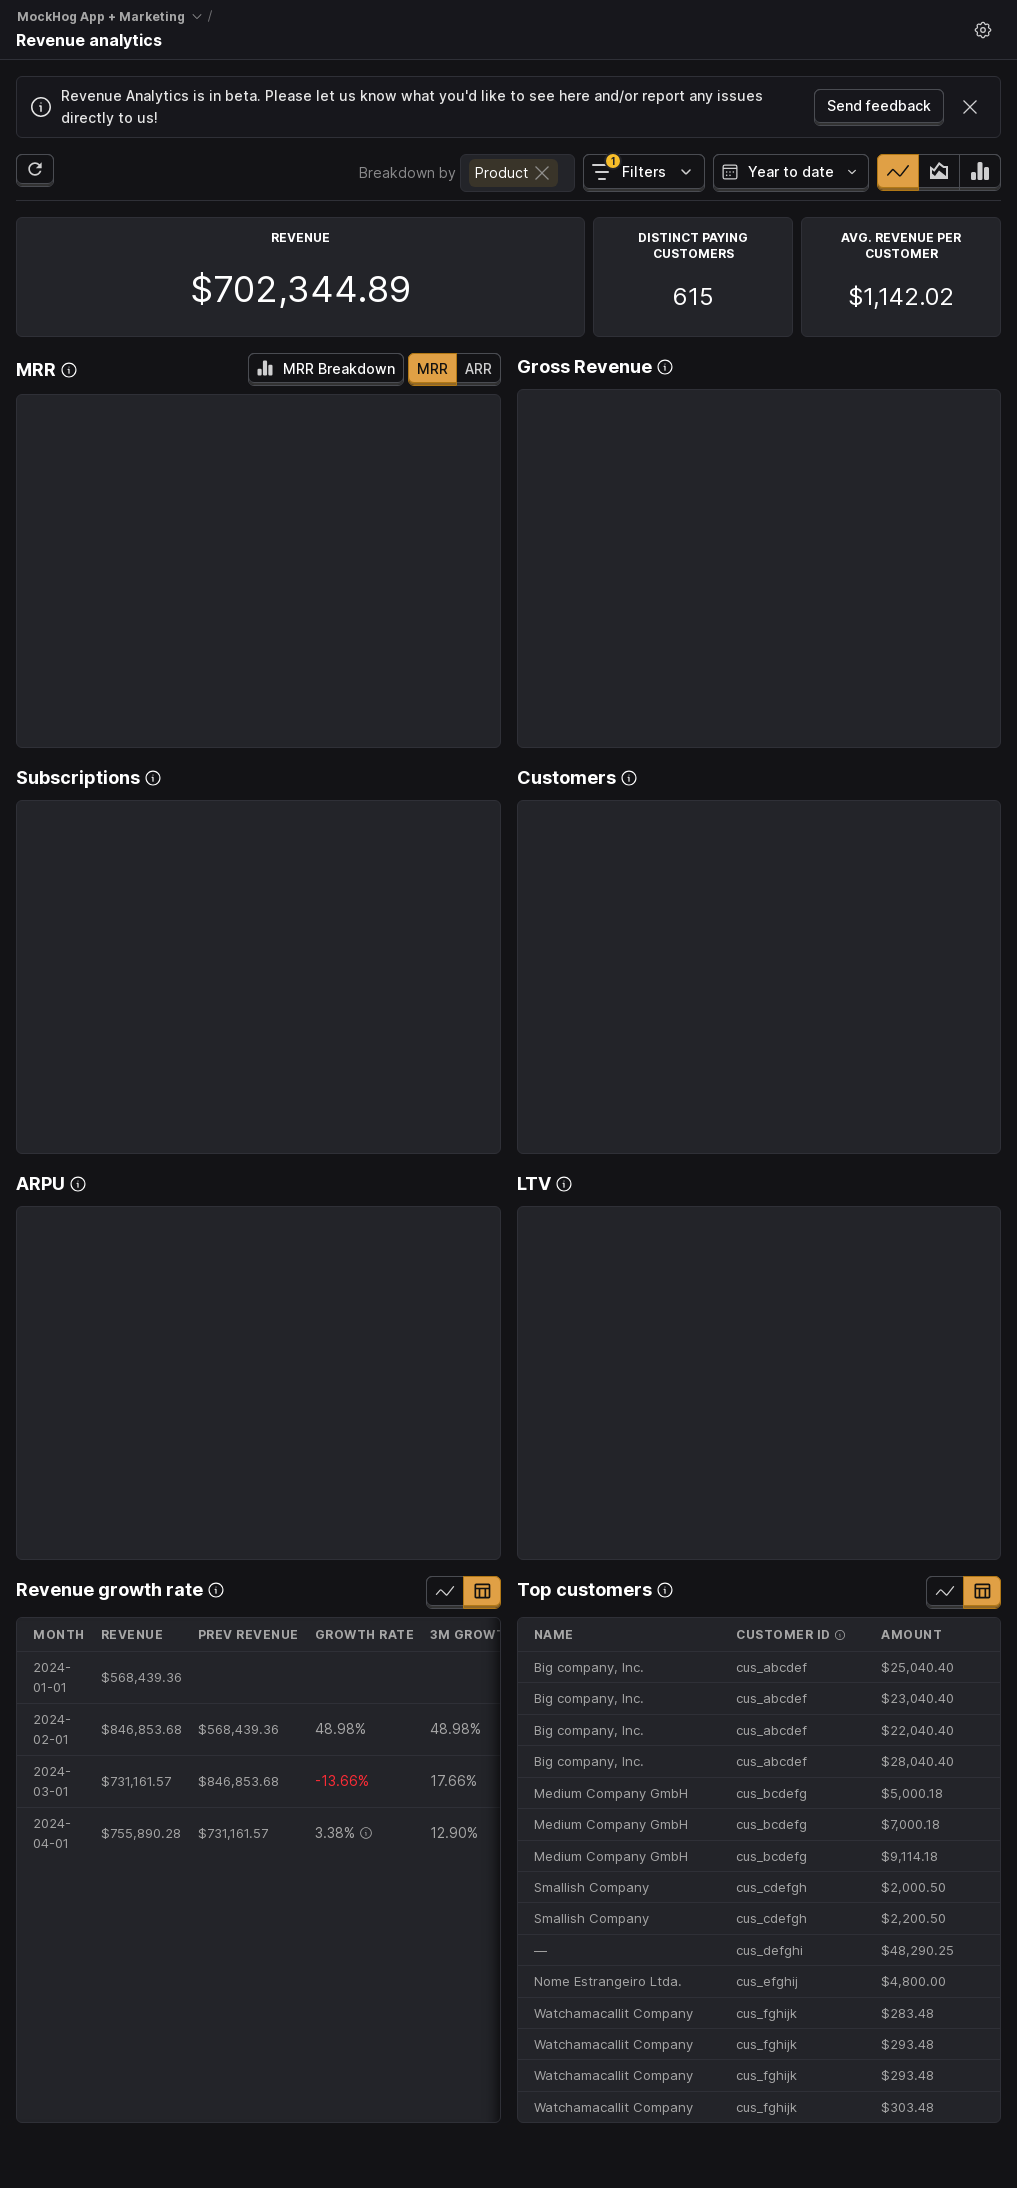 MockHog App + Marketing /
Revenue analytics
Revenue Analytics is in beta. Please let us know what you'd like to see here and/or report any issues
directly to us!
Send feedback
Breakdown by Product 1 Filters Year to date
REVENUE
$702,344.89
DISTINCT PAYING
CUSTOMERS
615
AVG. REVENUE PER
CUSTOMER
$1,142.02
MRR MRR Breakdown MRR ARR
Gross Revenue
Subscriptions
Customers
ARPU
LTV
Revenue growth rate
MONTH REVENUE PREV REVENUE GROWTH RATE 3M GROWT
2024-
01-01 $568,439.36
2024-
02-01 $846,853.68 $568,439.36 48.98% 48.98%
2024-
03-01 $731,161.57 $846,853.68 -13.66% 17.66%
2024-
04-01 $755,890.28 $731,161.57 3.38% 12.90%
Top customers
NAME CUSTOMER ID AMOUNT
Big company, Inc. cus_abcdef $25,040.40
Big company, Inc. cus_abcdef $23,040.40
Big company, Inc. cus_abcdef $22,040.40
Big company, Inc. cus_abcdef $28,040.40
Medium Company GmbH cus_bcdefg $5,000.18
Medium Company GmbH cus_bcdefg $7,000.18
Medium Company GmbH cus_bcdefg $9,114.18
Smallish Company cus_cdefgh $2,000.50
Smallish Company cus_cdefgh $2,200.50
— cus_defghi $48,290.25
Nome Estrangeiro Ltda. cus_efghij $4,800.00
Watchamacallit Company cus_fghijk $283.48
Watchamacallit Company cus_fghijk $293.48
Watchamacallit Company cus_fghijk $293.48
Watchamacallit Company cus_fghijk $303.48